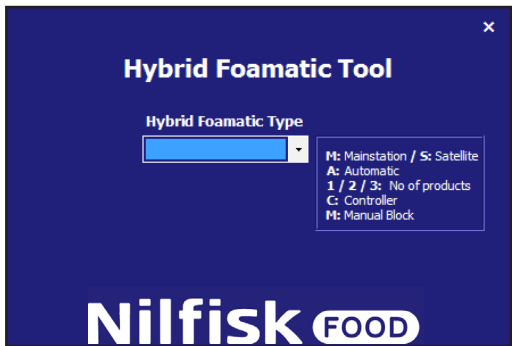 ×
Hybrid Foamatic Tool
Hybrid Foamatic Type
M: Mainstation / S: Satellite
A: Automatic
1 / 2 / 3: No of products
C: Controller
M: Manual Block
Nilfisk FOOD